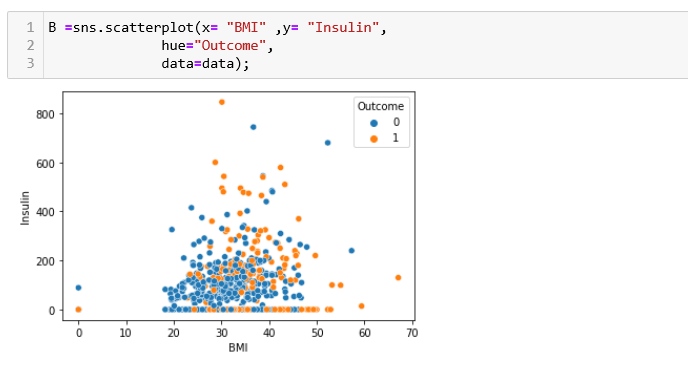 1 B =sns.scatterplot(x= "BMI" ,y= "Insulin",
2 hue="Outcome",
3 data=data);
Outcome
0
1
800
600
400
200
0
Insulin
0 10 20 30 40 50 60 70
BMI